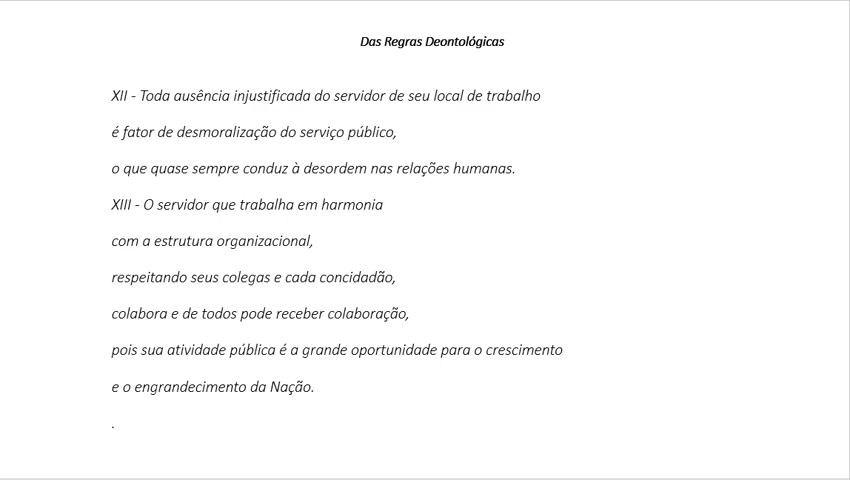 Das Regras Deontológicas
XII - Toda ausência injustificada do servidor de seu local de trabalho
é fator de desmoralização do serviço público,
o que quase sempre conduz à desordem nas relações humanas.
XIII - O servidor que trabalha em harmonia
com a estrutura organizacional,
respeitando seus colegas e cada concidadão,
colabora e de todos pode receber colaboração,
pois sua atividade pública é a grande oportunidade para o crescimento
e o engrandecimento da Nação.
.